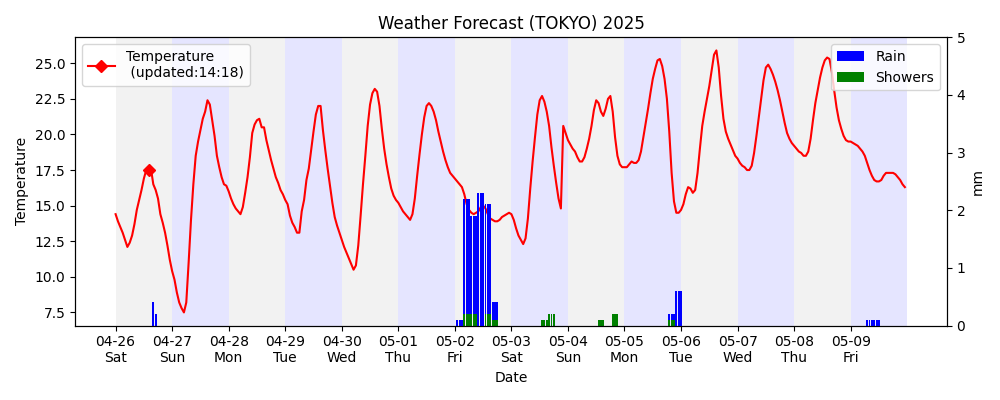 Weather Forecast (TOKYO) 2025
Temperature
(updated:14:18)
Rain
Showers
Temperature
25.0
22.5
20.0
17.5
15.0
12.5
10.0
7.5
5
4
3
2
1
0
mm
04-26 04-27 04-28 04-29 04-30 05-01 05-02 05-03 05-04 05-05 05-06 05-07 05-08 05-09
Sat Sun Mon Tue Wed Thu Fri Sat Sun Mon Tue Wed Thu Fri
Date